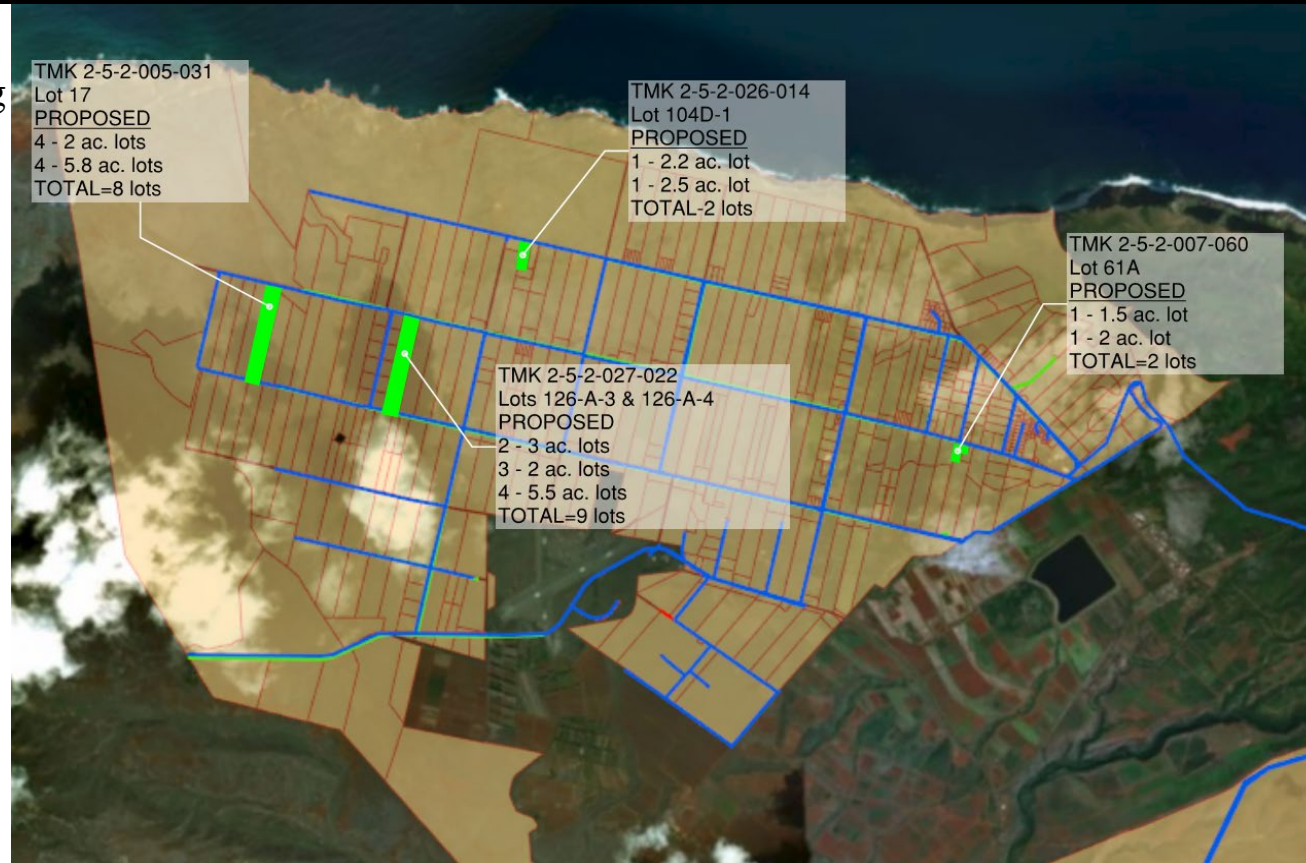 TMK 2-5-2-005-031
Lot 17
PROPOSED
4 - 2 ac. lots
4 - 5.8 ac. lots
TOTAL=8 lots
TMK 2-5-2-026-014
Lot 104D-1
PROPOSED
1 - 2.2 ac. lot
1 - 2.5 ac. lot
TOTAL-2 lots
TMK 2-5-2-007-060
Lot 61A
PROPOSED
1 - 1.5 ac. lot
1 - 2 ac. lot
TOTAL=2 lots
TMK 2-5-2-027-022
Lots 126-A-3 & 126-A-4
PROPOSED
2 - 3 ac. lots
3 - 2 ac. lots
4 - 5.5 ac. lots
TOTAL=9 lots